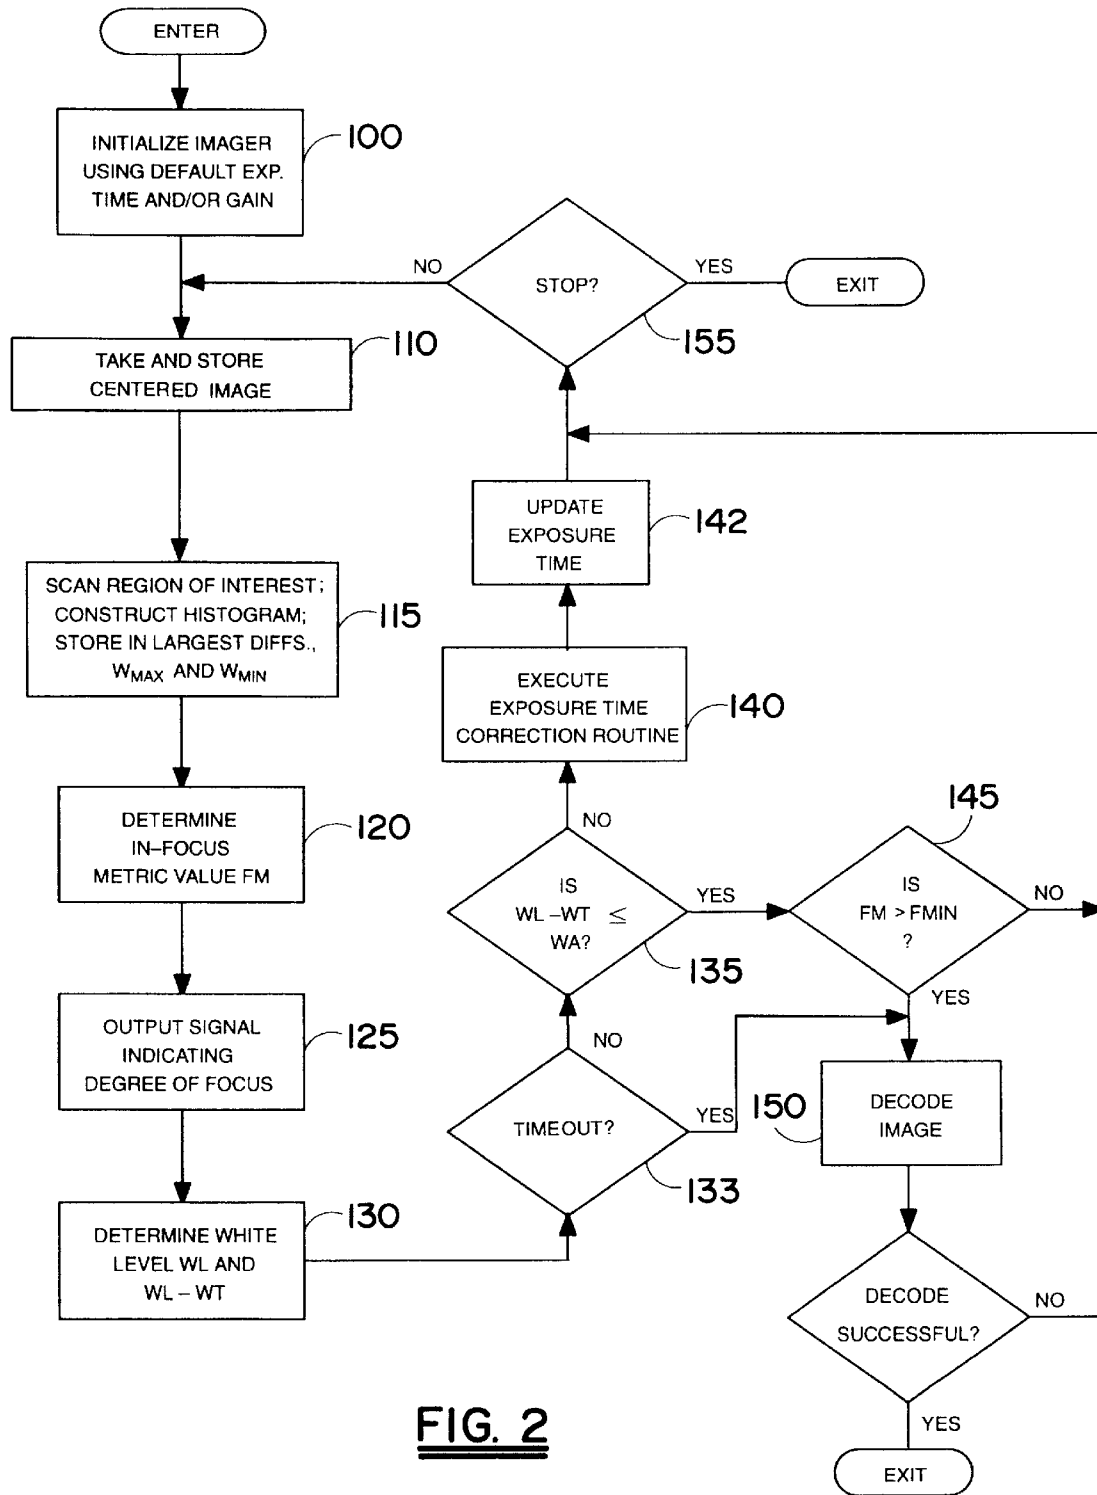 ENTER
INITIALIZE IMAGER
USING DEFAULT EXP.
TIME AND/OR GAIN
100
NO
STOP?
YES
EXIT
155
TAKE AND STORE
CENTERED IMAGE
110
UPDATE
EXPOSURE
TIME
142
SCAN REGION OF INTEREST;
CONSTRUCT HISTOGRAM;
STORE IN LARGEST DIFFS.,
WMAX AND WMIN
115
EXECUTE
EXPOSURE TIME
CORRECTION ROUTINE
140
DETERMINE
IN-FOCUS
METRIC VALUE FM
120
NO
IS
WL-WT ≤
WA?
YES
135
145
IS
FM > FMIN
?
NO
YES
OUTPUT SIGNAL
INDICATING
DEGREE OF FOCUS
125
NO
TIMEOUT?
YES
133
150
DECODE
IMAGE
DETERMINE WHITE
LEVEL WL AND
WL - WT
130
DECODE
SUCCESSFUL?
NO
YES
EXIT
FIG. 2